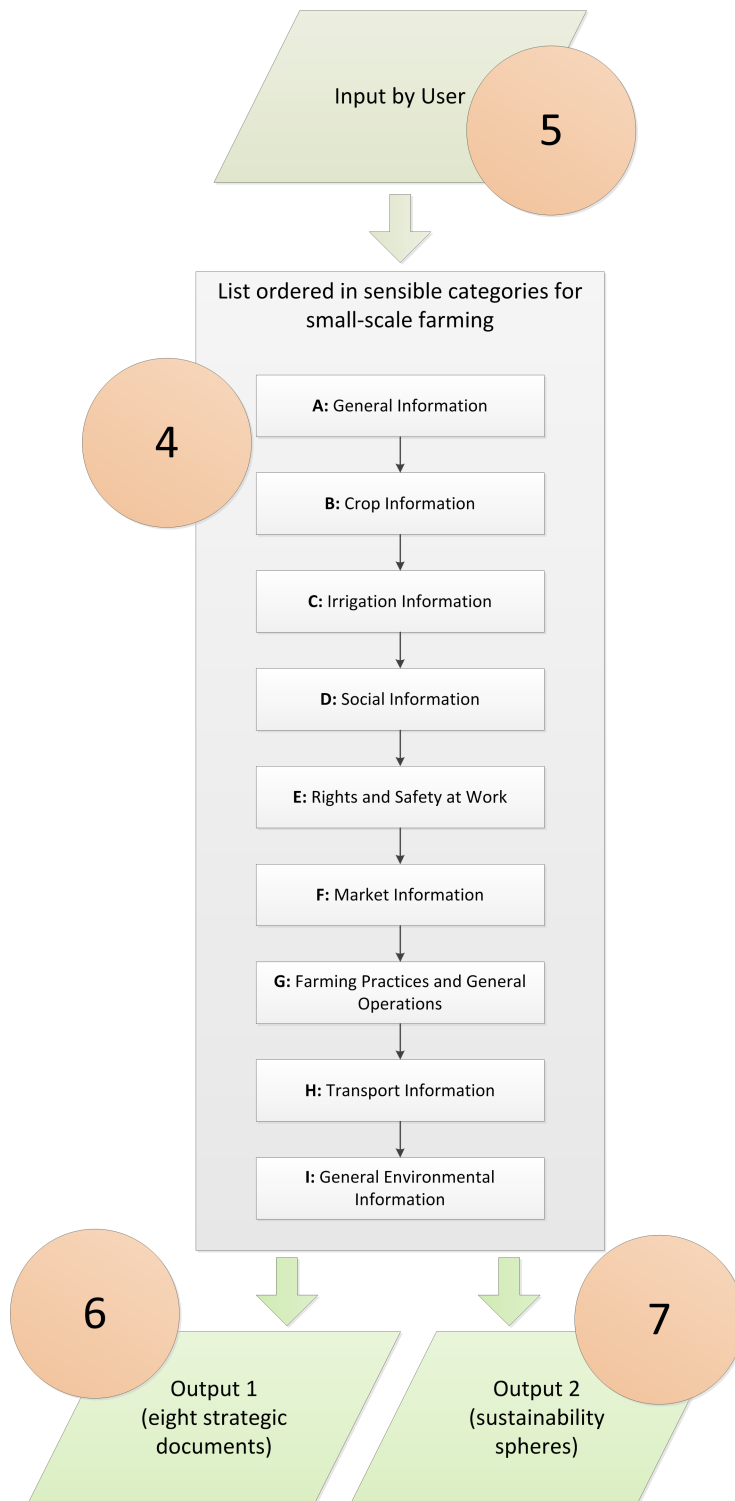 Input by User
5
List ordered in sensible categories for
small-scale farming
4
A: General Information
B: Crop Information
C: Irrigation Information
D: Social Information
E: Rights and Safety at Work
F: Market Information
G: Farming Practices and General
Operations
H: Transport Information
I: General Environmental
Information
6
7
Output 1
(eight strategic
documents)
Output 2
(sustainability
spheres)